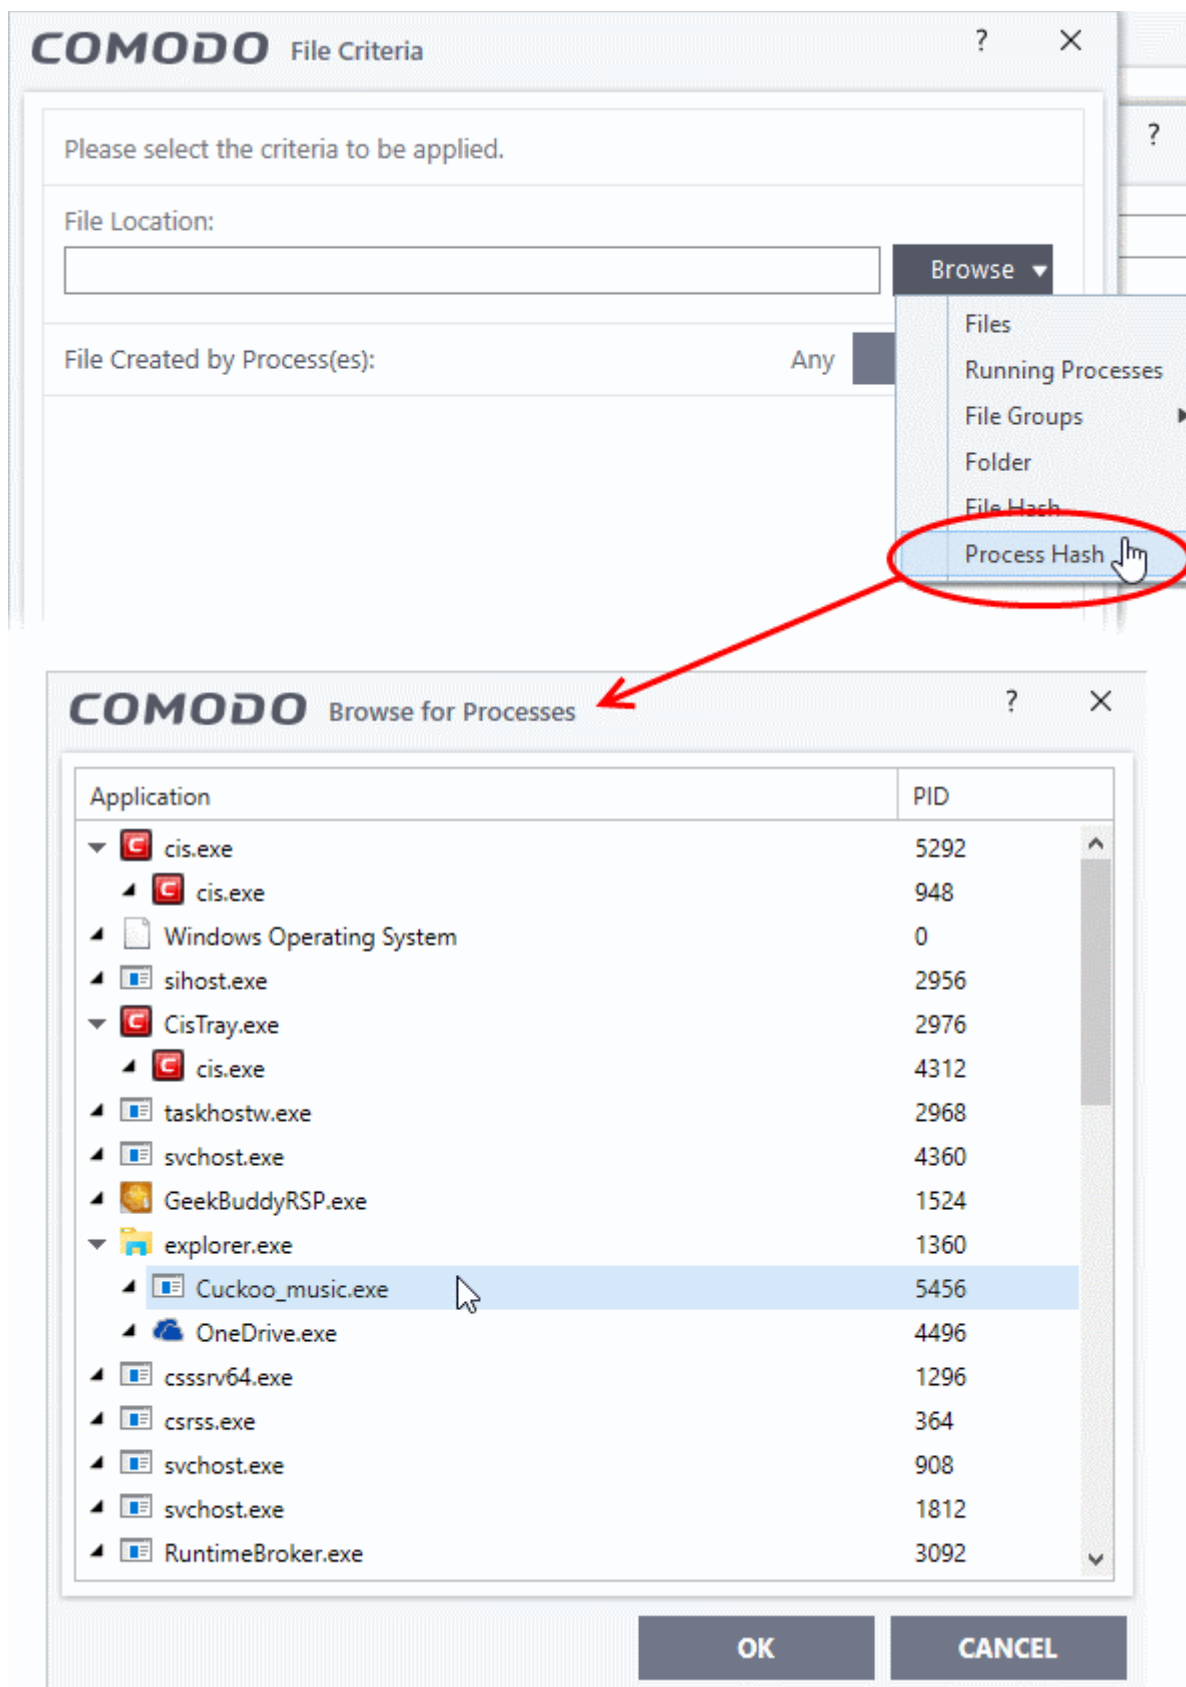 COMODO File Criteria ?
?
Please select the criteria to be applied.
File Location:
Browse
Files
File Created by Process(es): Any
Running Processes
File Groups
Folder
File Hash
Process Hash
COMODO Browse for Processes ?
Application PID
cis.exe 5292
cis.exe 948
Windows Operating System 0
sihost.exe 2956
CisTray.exe 2976
cis.exe 4312
taskhostw.exe 2968
svchost.exe 4360
GeekBuddyRSP.exe 1524
explorer.exe 1360
Cuckoo_music.exe 5456
OneDrive.exe 4496
csssrv64.exe 1296
csrss.exe 364
svchost.exe 908
svchost.exe 1812
RuntimeBroker.exe 3092
OK CANCEL